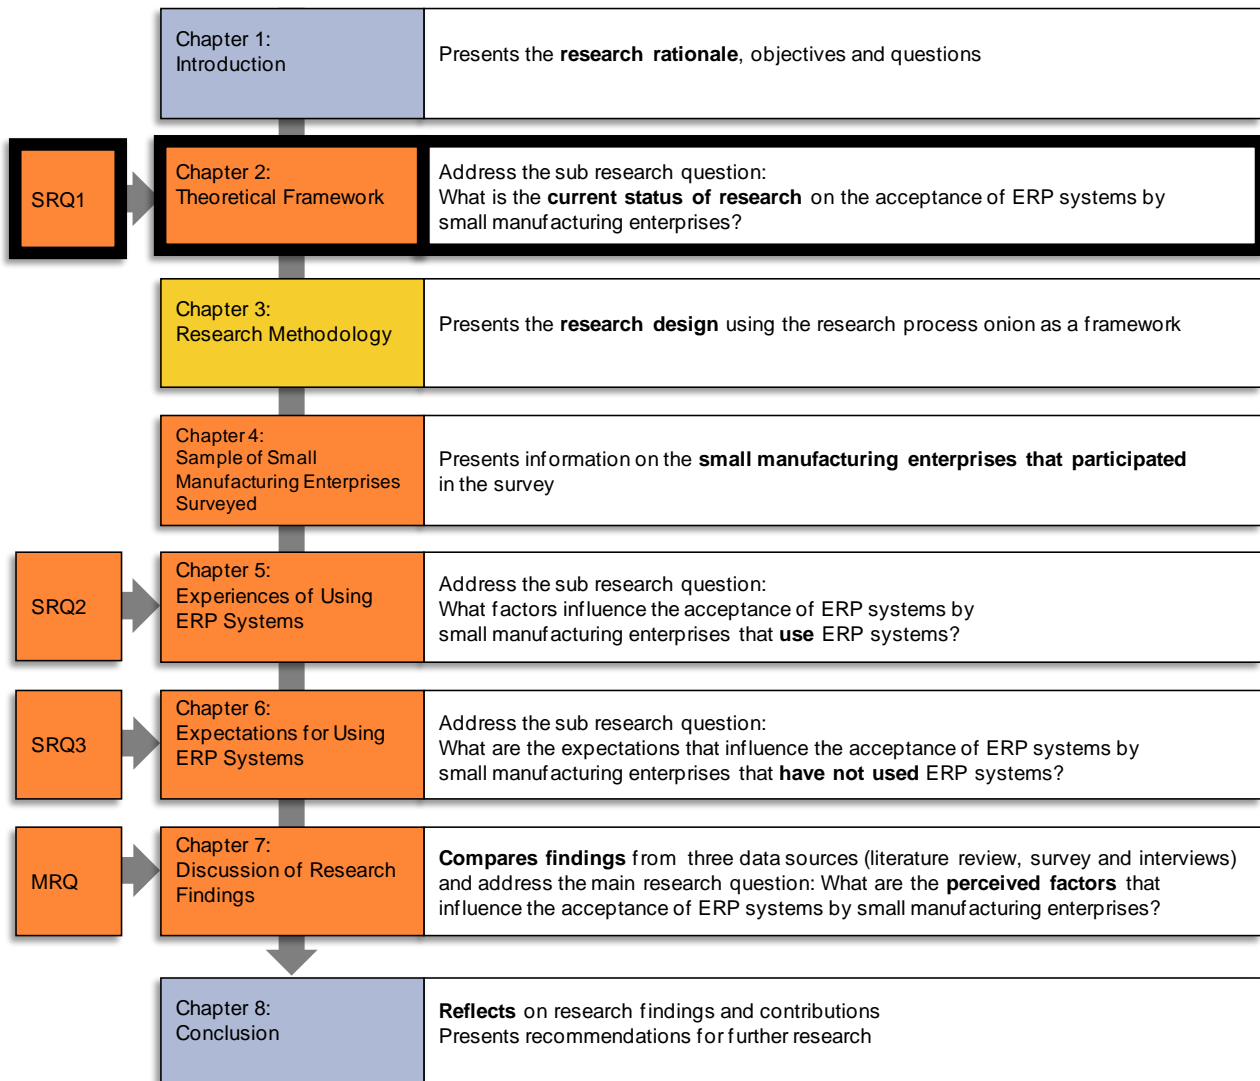 Chapter 1:
Introduction
Presents the research rationale, objectives and questions
SRQ1
Chapter 2:
Theoretical Framework
Address the sub research question:
What is the current status of research on the acceptance of ERP systems by
small manufacturing enterprises?
Chapter 3:
Research Methodology
Presents the research design using the research process onion as a framework
Chapter 4:
Sample of Small
Manufacturing Enterprises
Surveyed
Presents information on the small manufacturing enterprises that participated
in the survey
SRQ2
Chapter 5:
Experiences of Using
ERP Systems
Address the sub research question:
What factors influence the acceptance of ERP systems by
small manufacturing enterprises that use ERP systems?
SRQ3
Chapter 6:
Expectations for Using
ERP Systems
Address the sub research question:
What are the expectations that influence the acceptance of ERP systems by
small manufacturing enterprises that have not used ERP systems?
MRQ
Chapter 7:
Discussion of Research
Findings
Compares findings from three data sources (literature review, survey and interviews)
and address the main research question: What are the perceived factors that
influence the acceptance of ERP systems by small manufacturing enterprises?
Chapter 8:
Conclusion
Reflects on research findings and contributions
Presents recommendations for further research